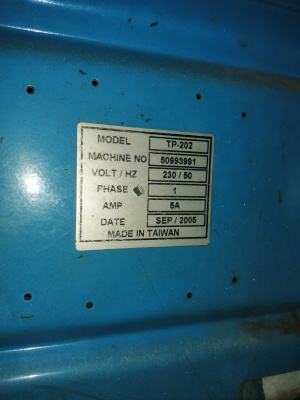 MODEL TP-202
MACHINE NO 50993991
VOLT / HZ 230 / 50
PHASE 1
AMP 5A
DATE SEP / 2005
MADE IN TAIWAN